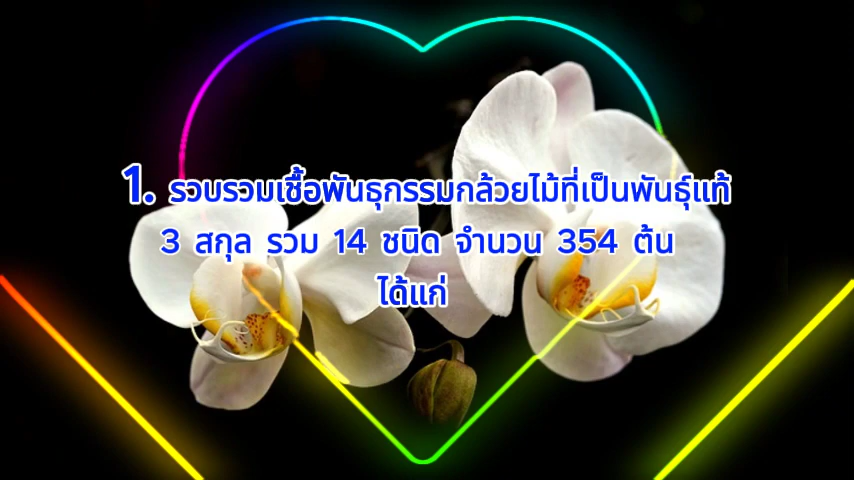 1. รวบรวมเชื้อพันธุกรรมกล้วยไม้ที่เป็นพันธุ์แท้
3 สกุล รวม 14 ชนิด จำนวน 354 ต้น
ได้แก่